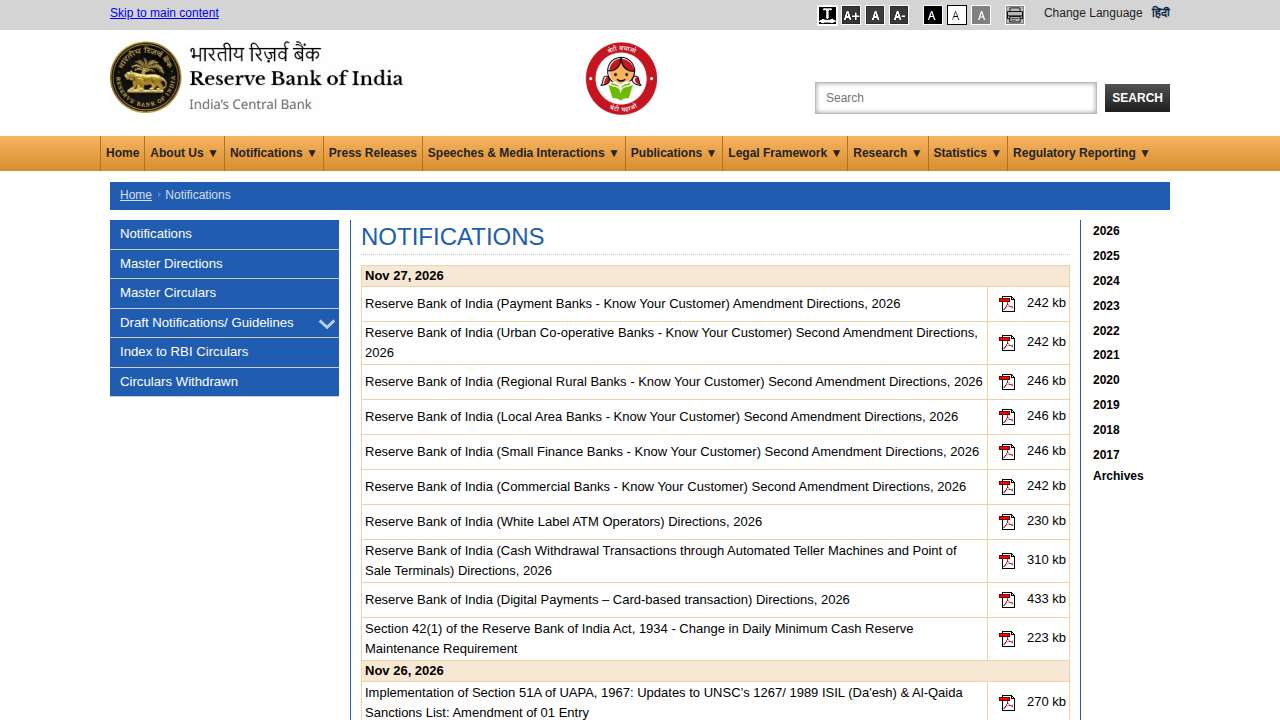 Skip to main content
T A+ A A- A A A
Change Language हिंदी
भारतीय रिज़र्व बैंक
Reserve Bank of India
India's Central Bank
बेटी बचाओ
बेटी पढ़ाओ
Search
SEARCH
Home About Us ▼ Notifications ▼ Press Releases Speeches & Media Interactions ▼ Publications ▼ Legal Framework ▼ Research ▼ Statistics ▼ Regulatory Reporting ▼
Home › Notifications
Notifications
Master Directions
Master Circulars
Draft Notifications/ Guidelines
Index to RBI Circulars
Circulars Withdrawn
NOTIFICATIONS
Nov 27, 2026
Reserve Bank of India (Payment Banks - Know Your Customer) Amendment Directions, 2026 242 kb
Reserve Bank of India (Urban Co-operative Banks - Know Your Customer) Second Amendment Directions,
2026 242 kb
Reserve Bank of India (Regional Rural Banks - Know Your Customer) Second Amendment Directions, 2026 246 kb
Reserve Bank of India (Local Area Banks - Know Your Customer) Second Amendment Directions, 2026 246 kb
Reserve Bank of India (Small Finance Banks - Know Your Customer) Second Amendment Directions, 2026 246 kb
Reserve Bank of India (Commercial Banks - Know Your Customer) Second Amendment Directions, 2026 242 kb
Reserve Bank of India (White Label ATM Operators) Directions, 2026 230 kb
Reserve Bank of India (Cash Withdrawal Transactions through Automated Teller Machines and Point of
Sale Terminals) Directions, 2026 310 kb
Reserve Bank of India (Digital Payments – Card-based transaction) Directions, 2026 433 kb
Section 42(1) of the Reserve Bank of India Act, 1934 - Change in Daily Minimum Cash Reserve
Maintenance Requirement 223 kb
Nov 26, 2026
Implementation of Section 51A of UAPA, 1967: Updates to UNSC's 1267/ 1989 ISIL (Da'esh) & Al-Qaida
Sanctions List: Amendment of 01 Entry 270 kb
2026
2025
2024
2023
2022
2021
2020
2019
2018
2017
Archives